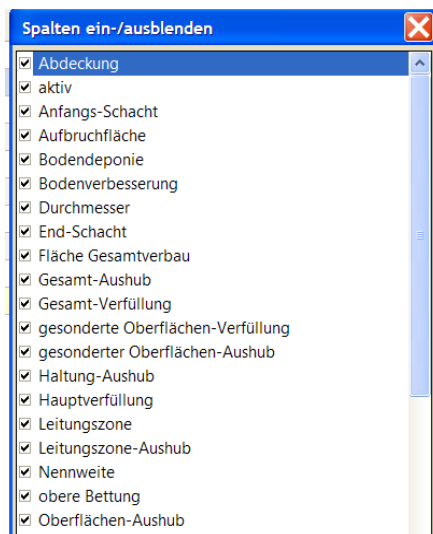 Spalten ein-/ausblenden
Abdeckung
aktiv
Anfangs-Schacht
Aufbruchfläche
Bodendeponie
Bodenverbesserung
Durchmesser
End-Schacht
Fläche Gesamtverbau
Gesamt-Aushub
Gesamt-Verfüllung
gesonderte Oberflächen-Verfüllung
gesonderter Oberflächen-Aushub
Haltung-Aushub
Hauptverfüllung
Leitungszone
Leitungszone-Aushub
Nennweite
obere Bettung
Oberflächen-Aushub